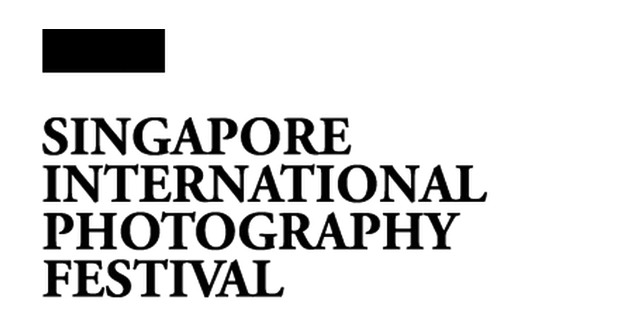 SINGAPORE
INTERNATIONAL
PHOTOGRAPHY
FESTIVAL